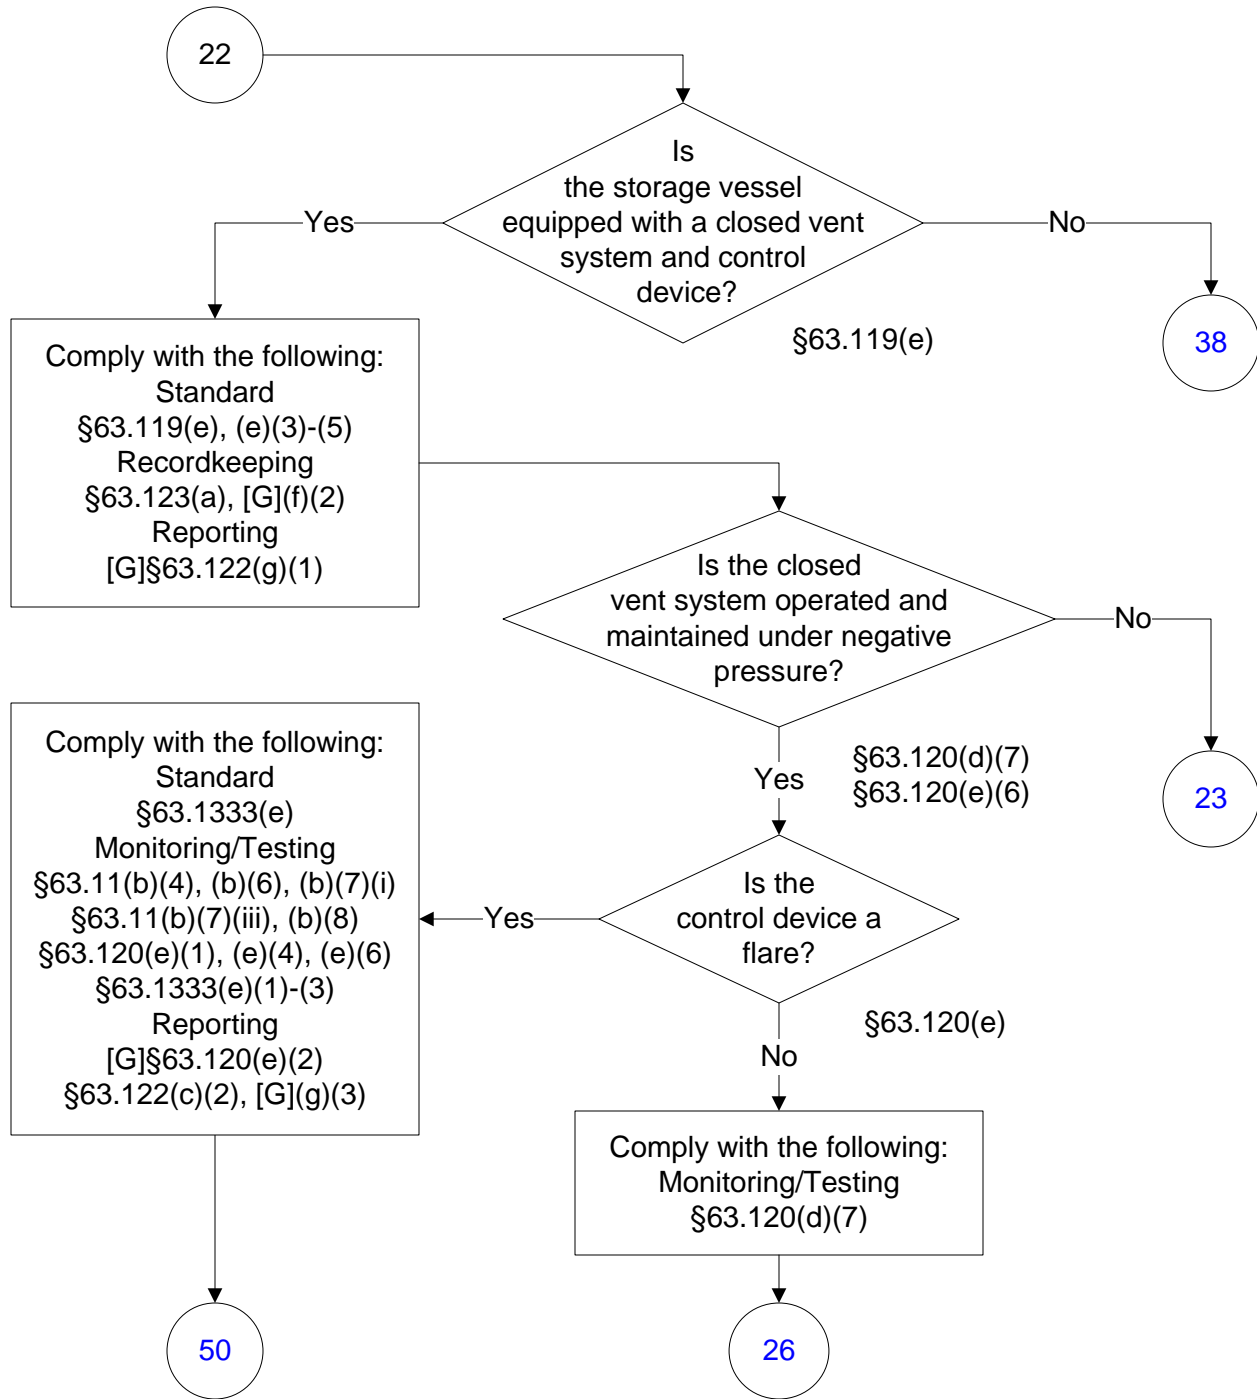 22
Is
the storage vessel
equipped with a closed vent
system and control
device?
Yes
No
§63.119(e)
38
Comply with the following:
Standard
§63.119(e), (e)(3)-(5)
Recordkeeping
§63.123(a), [G](f)(2)
Reporting
[G]§63.122(g)(1)
Is the closed
vent system operated and
maintained under negative
pressure?
No
23
§63.120(d)(7)
§63.120(e)(6)
Yes
Is the
control device a
flare?
Yes
§63.120(e)
No
Comply with the following:
Standard
§63.1333(e)
Monitoring/Testing
§63.11(b)(4), (b)(6), (b)(7)(i)
§63.11(b)(7)(iii), (b)(8)
§63.120(e)(1), (e)(4), (e)(6)
§63.1333(e)(1)-(3)
Reporting
[G]§63.120(e)(2)
§63.122(c)(2), [G](g)(3)
Comply with the following:
Monitoring/Testing
§63.120(d)(7)
50
26